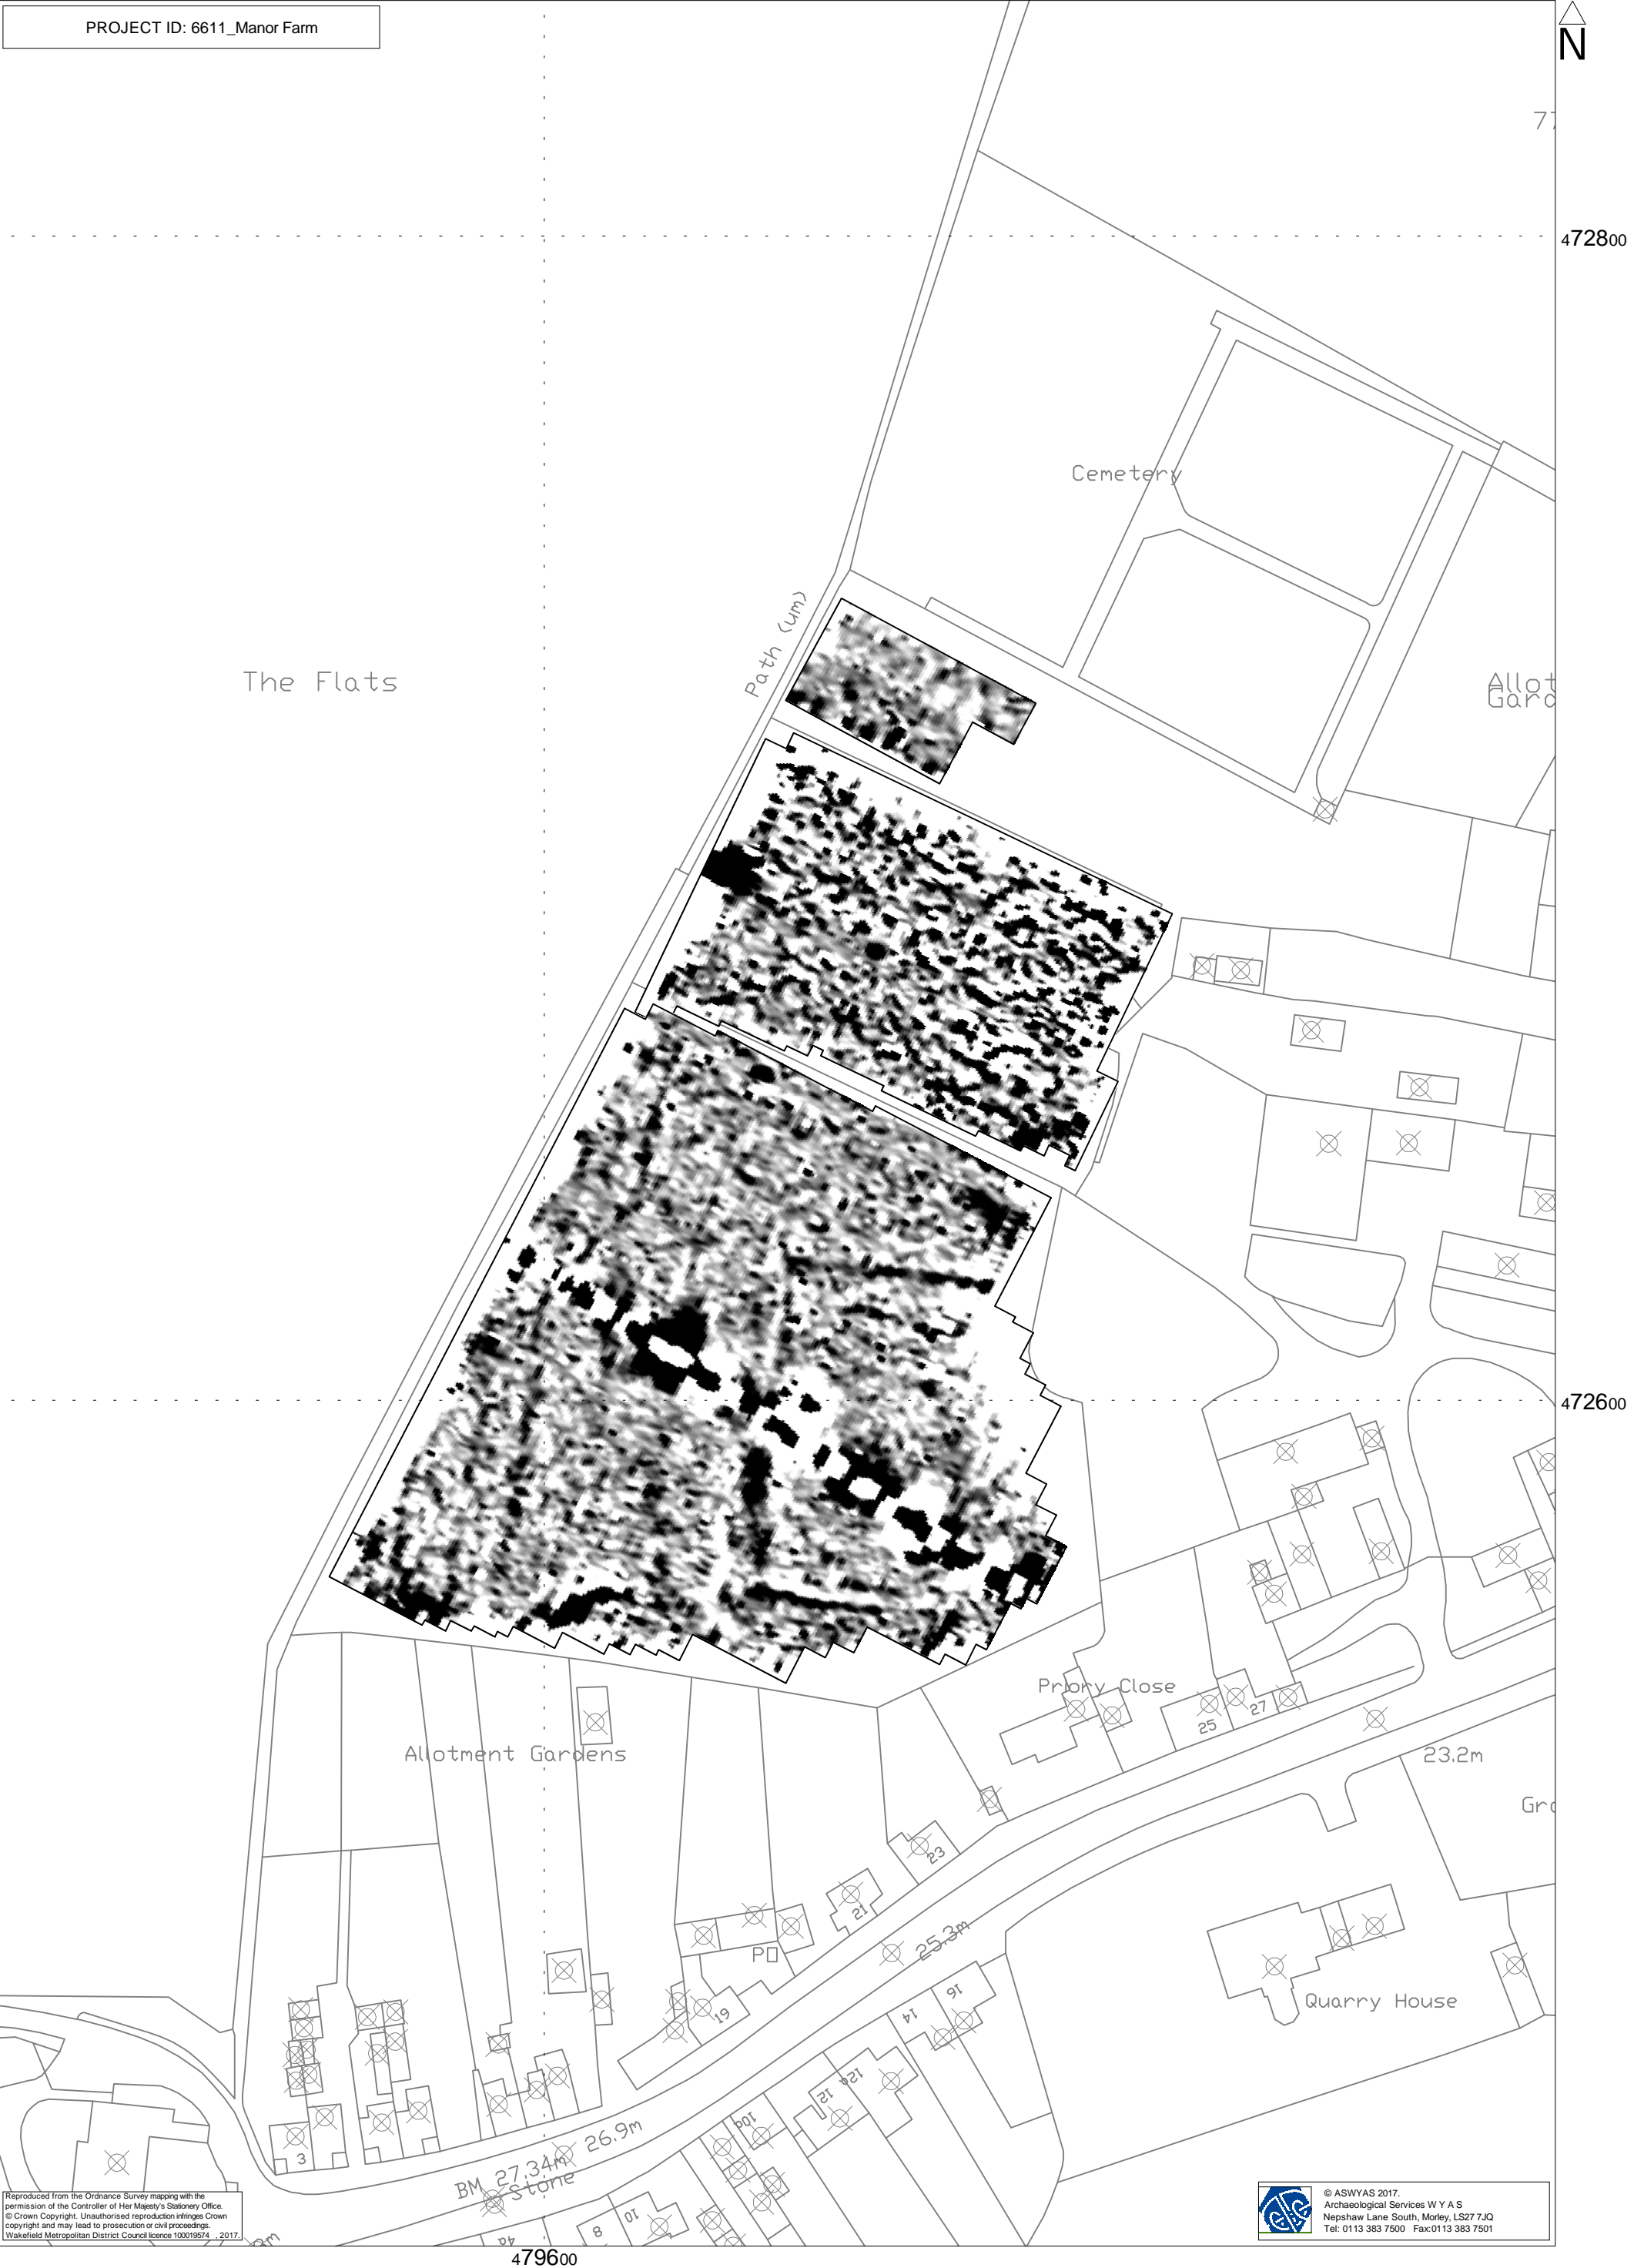 PROJECT ID: 6611_Manor Farm
N
77
472800
Cemetery
Path (um)
The Flats
Allot
Gard
472600
Priory Close
25
27
Allotment Gardens
23.2m
23
21
25.3m
PO
19
16
14
Quarry House
12a
12
10a
26.9m
3
BM 27.34m
Stone
10
8
Reproduced from the Ordnance Survey mapping with the
permission of the Controller of Her Majesty's Stationery Office.
© Crown Copyright. Unauthorised reproduction infringes Crown
copyright and may lead to prosecution or civil proceedings.
Wakefield Metropolitan District Council licence 100019574 , 2017.
© ASWYAS 2017.
Archaeological Services W Y A S
Nepshaw Lane South, Morley, LS27 7JQ
Tel: 0113 383 7500 Fax:0113 383 7501
479600